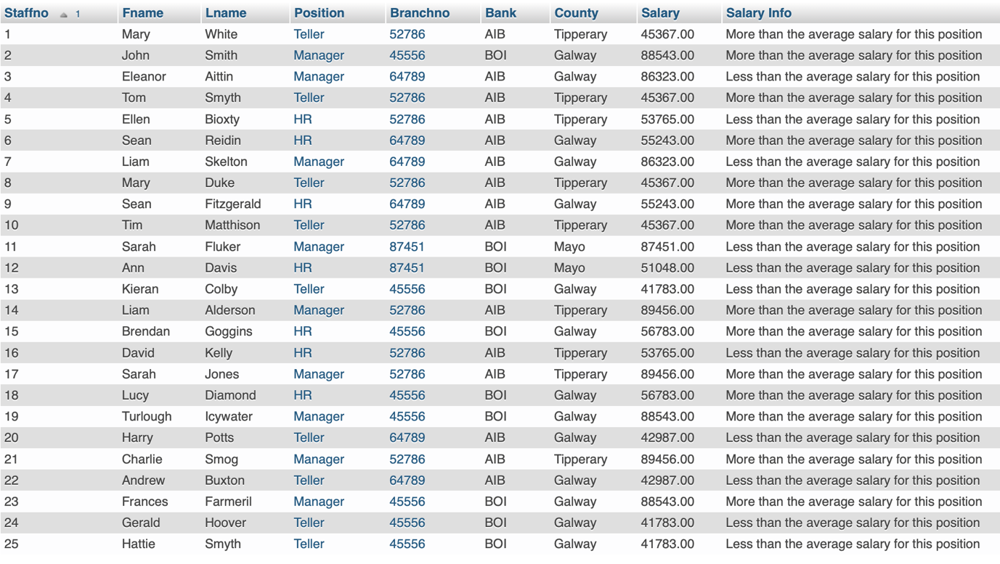 Staffno 1 Fname Lname Position Branchno Bank County Salary Salary Info
1 Mary White Teller 52786 AIB Tipperary 45367.00 More than the average salary for this position
2 John Smith Manager 45556 BOI Galway 88543.00 More than the average salary for this position
3 Eleanor Aittin Manager 64789 AIB Galway 86323.00 Less than the average salary for this position
4 Tom Smyth Teller 52786 AIB Tipperary 45367.00 More than the average salary for this position
5 Ellen Bioxty HR 52786 AIB Tipperary 53765.00 Less than the average salary for this position
6 Sean Reidin HR 64789 AIB Galway 55243.00 More than the average salary for this position
7 Liam Skelton Manager 64789 AIB Galway 86323.00 Less than the average salary for this position
8 Mary Duke Teller 52786 AIB Tipperary 45367.00 More than the average salary for this position
9 Sean Fitzgerald HR 64789 AIB Galway 55243.00 More than the average salary for this position
10 Tim Matthison Teller 52786 AIB Tipperary 45367.00 More than the average salary for this position
11 Sarah Fluker Manager 87451 BOI Mayo 87451.00 Less than the average salary for this position
12 Ann Davis HR 87451 BOI Mayo 51048.00 Less than the average salary for this position
13 Kieran Colby Teller 45556 BOI Galway 41783.00 Less than the average salary for this position
14 Liam Alderson Manager 52786 AIB Tipperary 89456.00 More than the average salary for this position
15 Brendan Goggins HR 45556 BOI Galway 56783.00 More than the average salary for this position
16 David Kelly HR 52786 AIB Tipperary 53765.00 Less than the average salary for this position
17 Sarah Jones Manager 52786 AIB Tipperary 89456.00 More than the average salary for this position
18 Lucy Diamond HR 45556 BOI Galway 56783.00 More than the average salary for this position
19 Turlough Icywater Manager 45556 BOI Galway 88543.00 More than the average salary for this position
20 Harry Potts Teller 64789 AIB Galway 42987.00 Less than the average salary for this position
21 Charlie Smog Manager 52786 AIB Tipperary 89456.00 More than the average salary for this position
22 Andrew Buxton Teller 64789 AIB Galway 42987.00 Less than the average salary for this position
23 Frances Farmeril Manager 45556 BOI Galway 88543.00 More than the average salary for this position
24 Gerald Hoover Teller 45556 BOI Galway 41783.00 Less than the average salary for this position
25 Hattie Smyth Teller 45556 BOI Galway 41783.00 Less than the average salary for this position